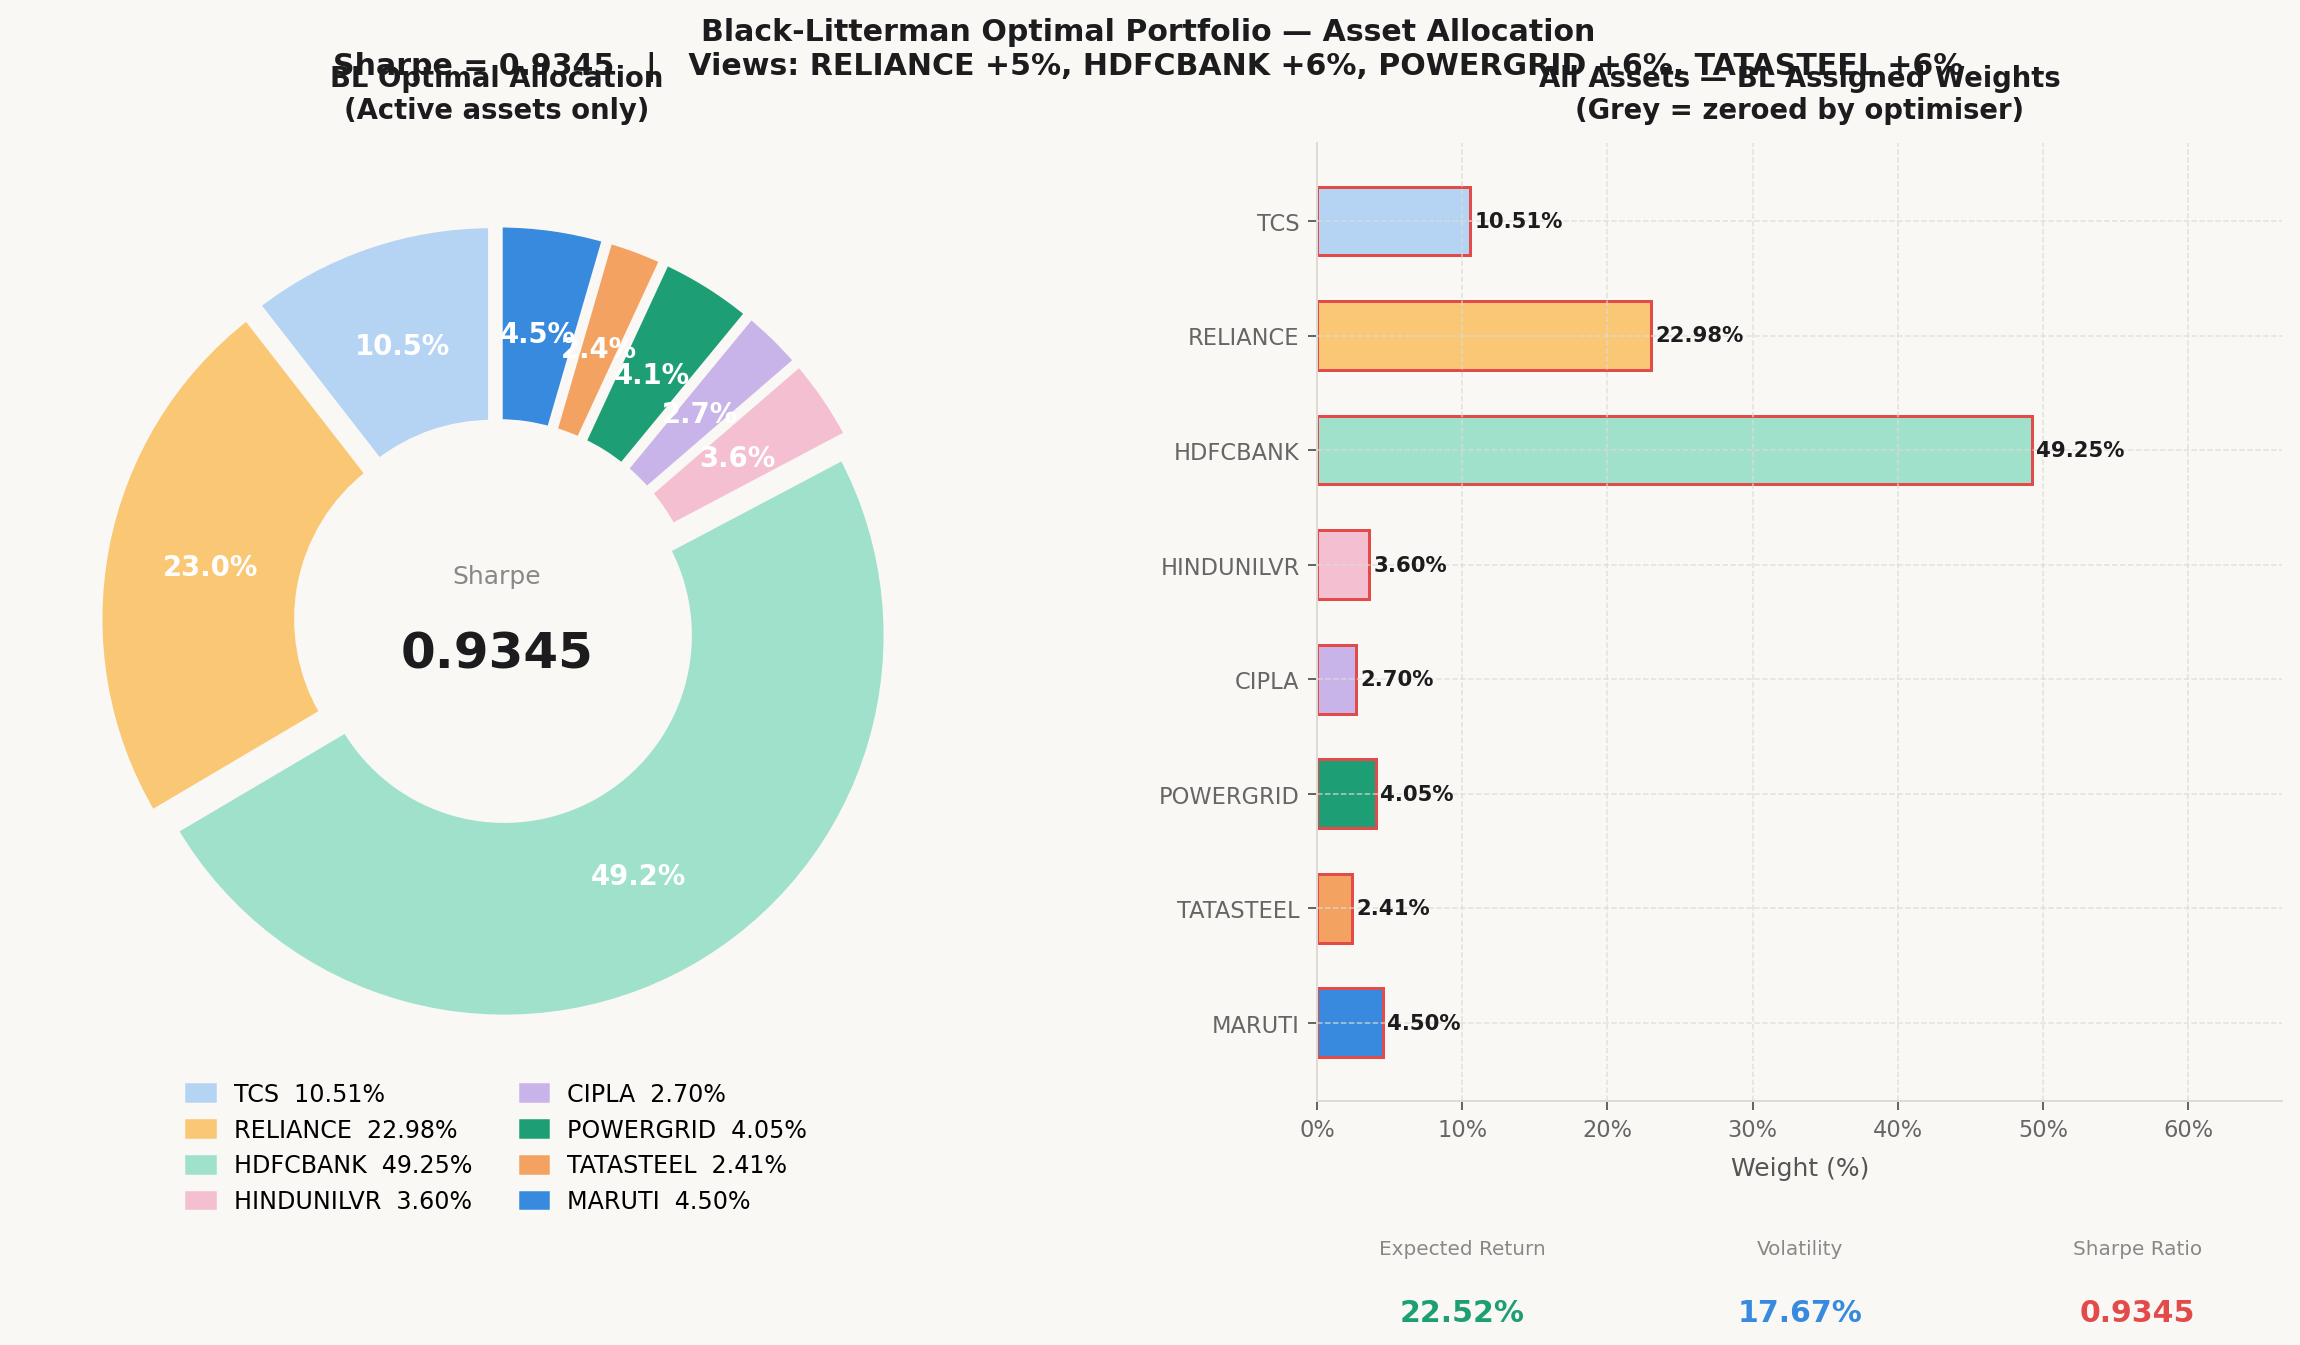 Black-Litterman Optimal Portfolio — Asset Allocation
Sharpe = 0.9345   |   Views: RELIANCE +5%, HDFCBANK +6%, POWERGRID +6%, TATASTEEL +6%
BL Optimal Allocation
(Active assets only)
10.5%
4.5%
2.4%
4.1%
2.7%
3.6%
23.0%
49.2%
Sharpe
0.9345
TCS  10.51%
RELIANCE  22.98%
HDFCBANK  49.25%
HINDUNILVR  3.60%
CIPLA  2.70%
POWERGRID  4.05%
TATASTEEL  2.41%
MARUTI  4.50%
All Assets — BL Assigned Weights
(Grey = zeroed by optimiser)
TCS 10.51%
RELIANCE 22.98%
HDFCBANK 49.25%
HINDUNILVR 3.60%
CIPLA 2.70%
POWERGRID 4.05%
TATASTEEL 2.41%
MARUTI 4.50%
0% 10% 20% 30% 40% 50% 60%
Weight (%)
Expected Return Volatility Sharpe Ratio
22.52% 17.67% 0.9345